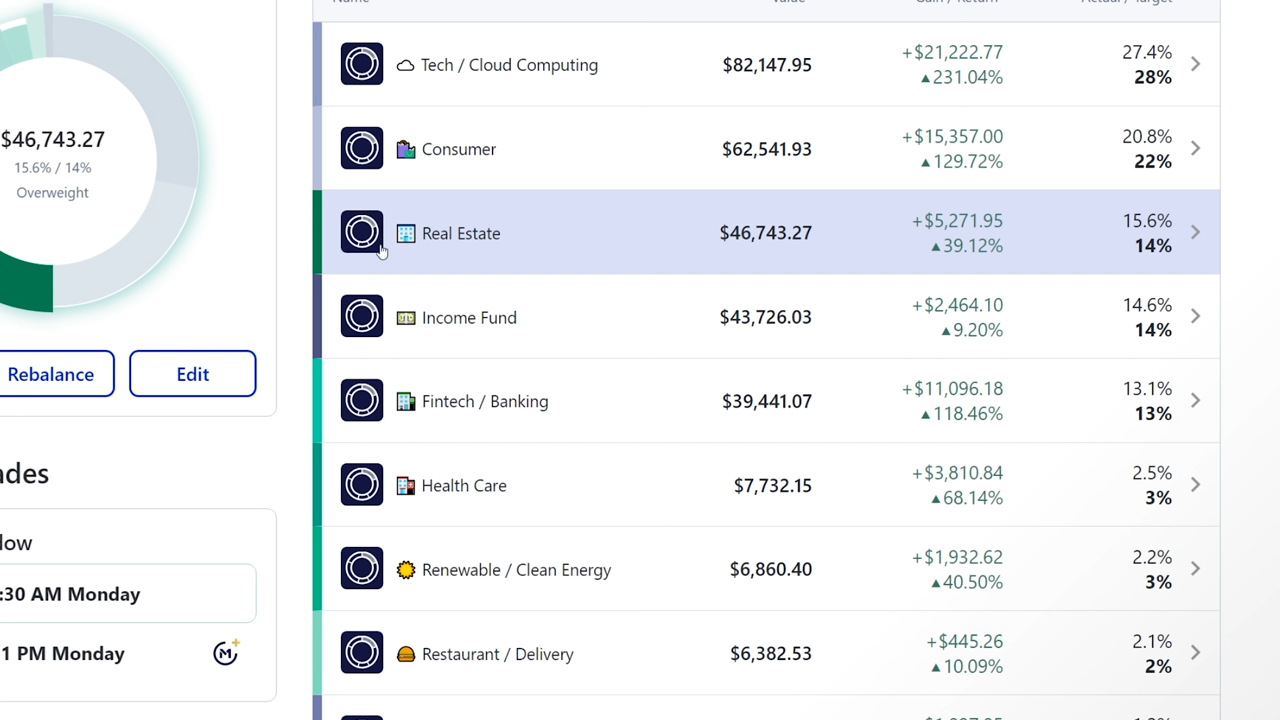 Name Value Gain / Return Actual / Target
$46,743.27
15.6% / 14%
Overweight
Rebalance
Edit
ades
low
:30 AM Monday
1 PM Monday
M
Tech / Cloud Computing $82,147.95 +$21,222.77 27.4%
▲231.04% 28%
Consumer $62,541.93 +$15,357.00 20.8%
▲129.72% 22%
Real Estate $46,743.27 +$5,271.95 15.6%
▲39.12% 14%
Income Fund $43,726.03 +$2,464.10 14.6%
▲9.20% 14%
Fintech / Banking $39,441.07 +$11,096.18 13.1%
▲118.46% 13%
Health Care $7,732.15 +$3,810.84 2.5%
▲68.14% 3%
Renewable / Clean Energy $6,860.40 +$1,932.62 2.2%
▲40.50% 3%
Restaurant / Delivery $6,382.53 +$445.26 2.1%
▲10.09% 2%